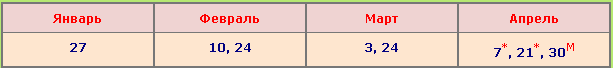 Январь Февраль Март Апрель
27 10, 24 3, 24 7*, 21*, 30М